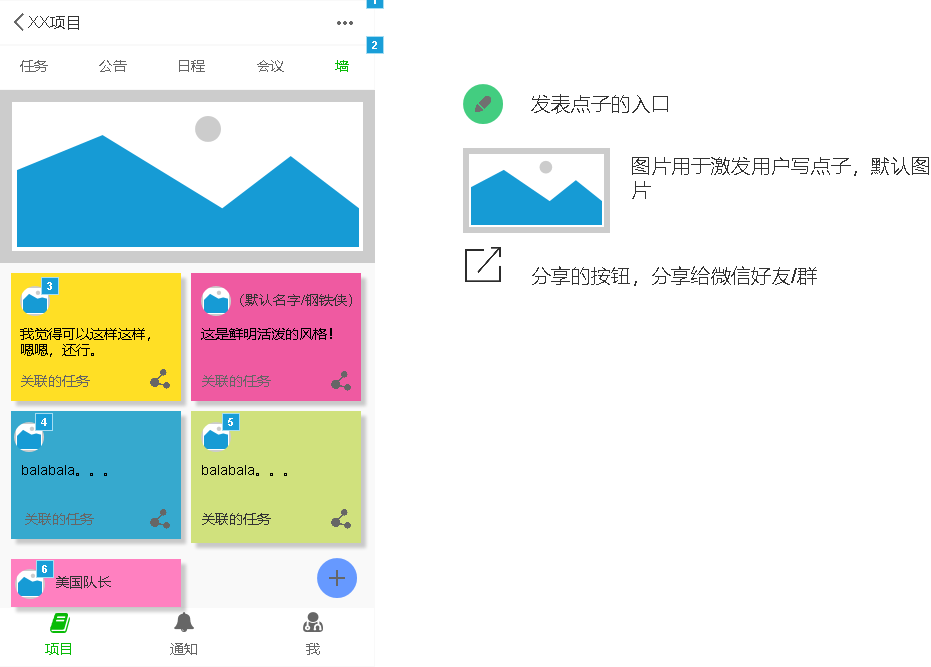 1
XX项目
2
任务 公告 日程 会议 墙
发表点子的入口
图片用于激发用户写点子，默认图
片
分享的按钮，分享给微信好友/群
3
我觉得可以这样这样，
嗯嗯，还行。
关联的任务
（默认名字/钢铁侠）
这是鲜明活泼的风格！
关联的任务
4
balabala。。。
关联的任务
5
balabala。。。
关联的任务
6
美国队长
项目 通知 我